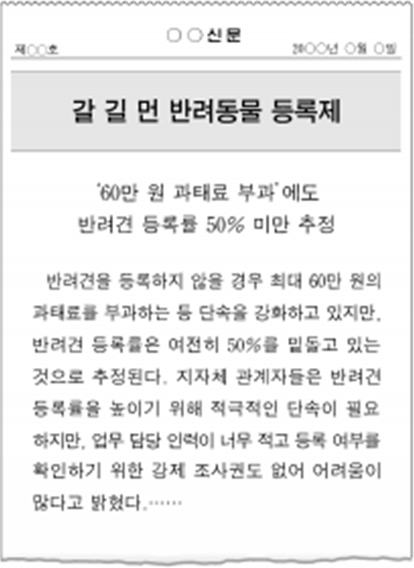 ○○신문
제○○호 20○○년 ○월 ○일
갈 길 먼 반려동물 등록제
'60만 원 과태료 부과'에도
반려견 등록률 50% 미만 추정
반려견을 등록하지 않을 경우 최대 60만 원의
과태료를 부과하는 등 단속을 강화하고 있지만,
반려견 등록률은 여전히 50%를 밑돌고 있는
것으로 추정된다. 지자체 관계자들은 반려견
등록률을 높이기 위해 적극적인 단속이 필요
하지만, 업무 담당 인력이 너무 적고 등록 여부를
확인하기 위한 강제 조사권도 없어 어려움이
많다고 밝혔다.……